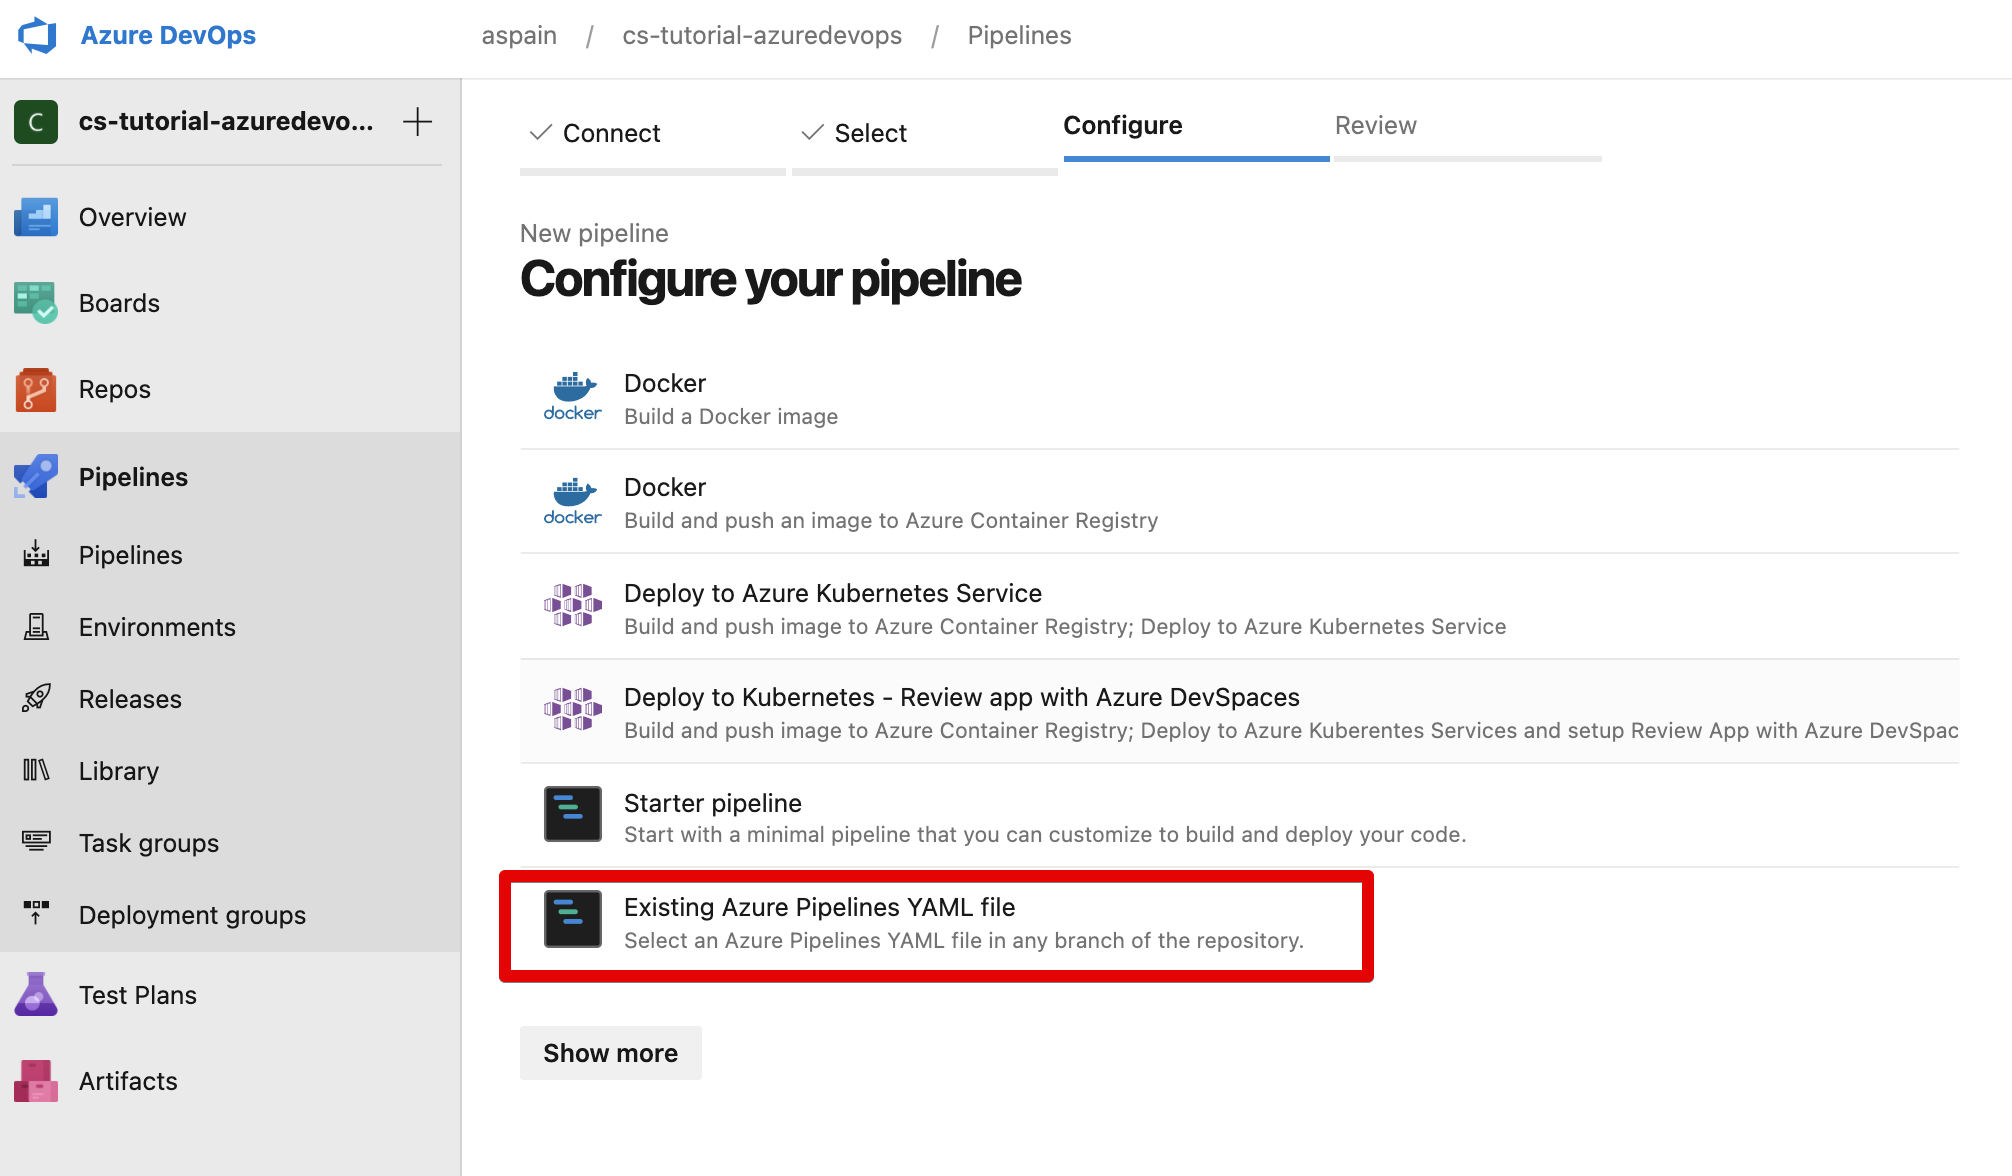 Azure DevOps
aspain / cs-tutorial-azuredevops / Pipelines
C cs-tutorial-azuredevo...
Overview
Boards
Repos
Pipelines
Pipelines
Environments
Releases
Library
Task groups
Deployment groups
Test Plans
Artifacts
Connect Select Configure Review
New pipeline
Configure your pipeline
docker
Docker
Build a Docker image
docker
Docker
Build and push an image to Azure Container Registry
Deploy to Azure Kubernetes Service
Build and push image to Azure Container Registry; Deploy to Azure Kubernetes Service
Deploy to Kubernetes - Review app with Azure DevSpaces
Build and push image to Azure Container Registry; Deploy to Azure Kuberentes Services and setup Review App with Azure DevSpac
Starter pipeline
Start with a minimal pipeline that you can customize to build and deploy your code.
Existing Azure Pipelines YAML file
Select an Azure Pipelines YAML file in any branch of the repository.
Show more